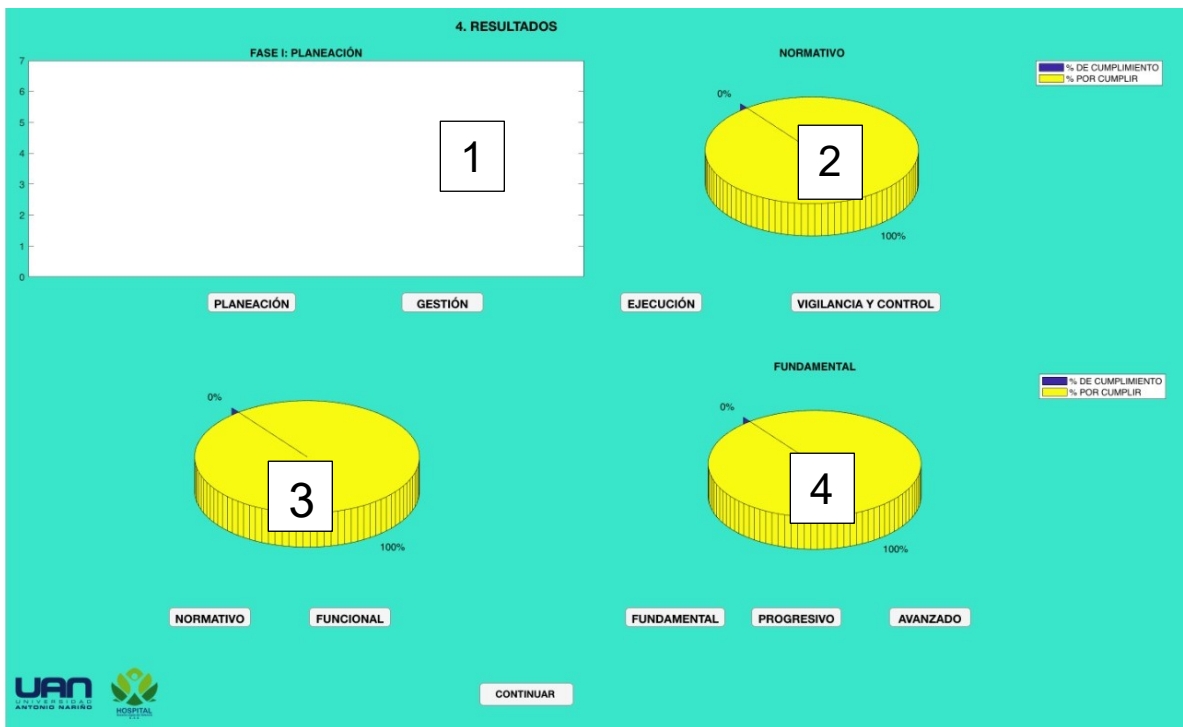 4. RESULTADOS
FASE I: PLANEACIÓN
7
6
5
4
3
2
1
0
1
NORMATIVO
0%
2
100%
% DE CUMPLIMIENTO
% POR CUMPLIR
PLANEACIÓN
GESTIÓN
EJECUCIÓN
VIGILANCIA Y CONTROL
0%
3
100%
FUNDAMENTAL
0%
4
100%
% DE CUMPLIMIENTO
% POR CUMPLIR
NORMATIVO
FUNCIONAL
FUNDAMENTAL
PROGRESIVO
AVANZADO
UAN
UNIVERSIDAD
ANTONIO NARIÑO
HOSPITAL
CONTINUAR